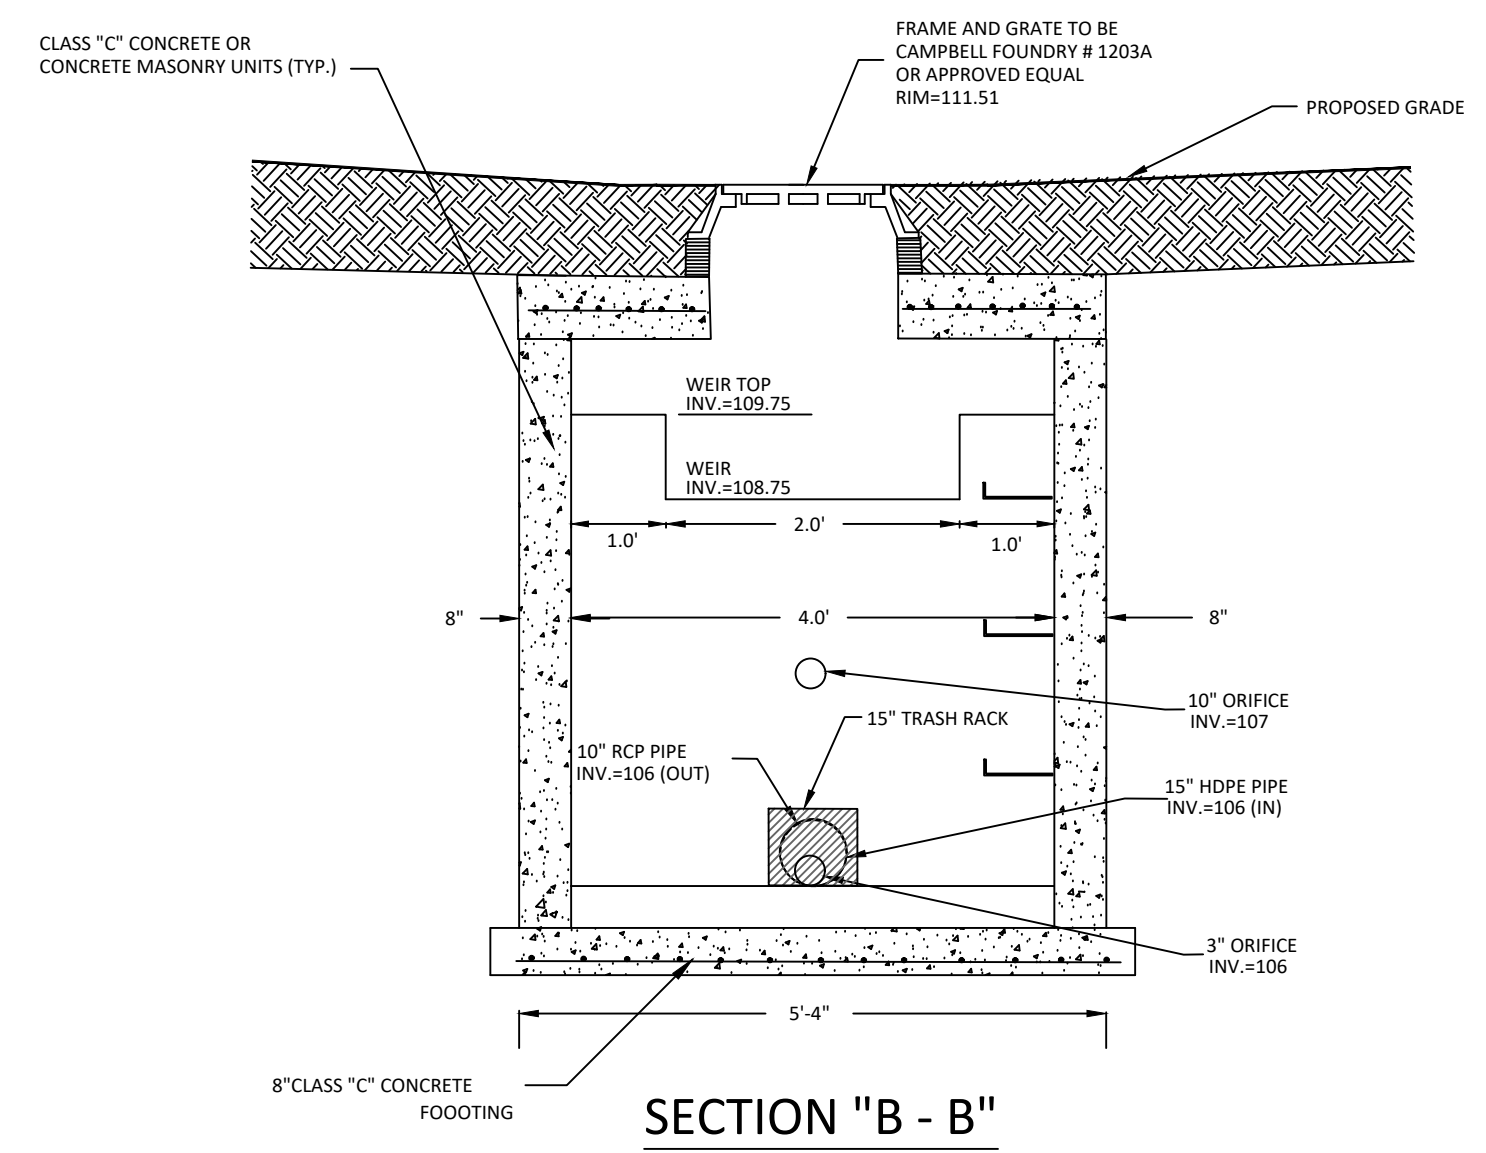 CLASS "C" CONCRETE OR
CONCRETE MASONRY UNITS (TYP.)
FRAME AND GRATE TO BE
CAMPBELL FOUNDRY # 1203A
OR APPROVED EQUAL
RIM=111.51
PROPOSED GRADE
WEIR TOP
INV.=109.75
WEIR
INV.=108.75
1.0'
2.0'
1.0'
8"
4.0'
8"
10" ORIFICE
INV.=107
15" TRASH RACK
10" RCP PIPE
INV.=106 (OUT)
15" HDPE PIPE
INV.=106 (IN)
3" ORIFICE
INV.=106
5'-4"
8"CLASS "C" CONCRETE
FOOOTING
SECTION "B - B"